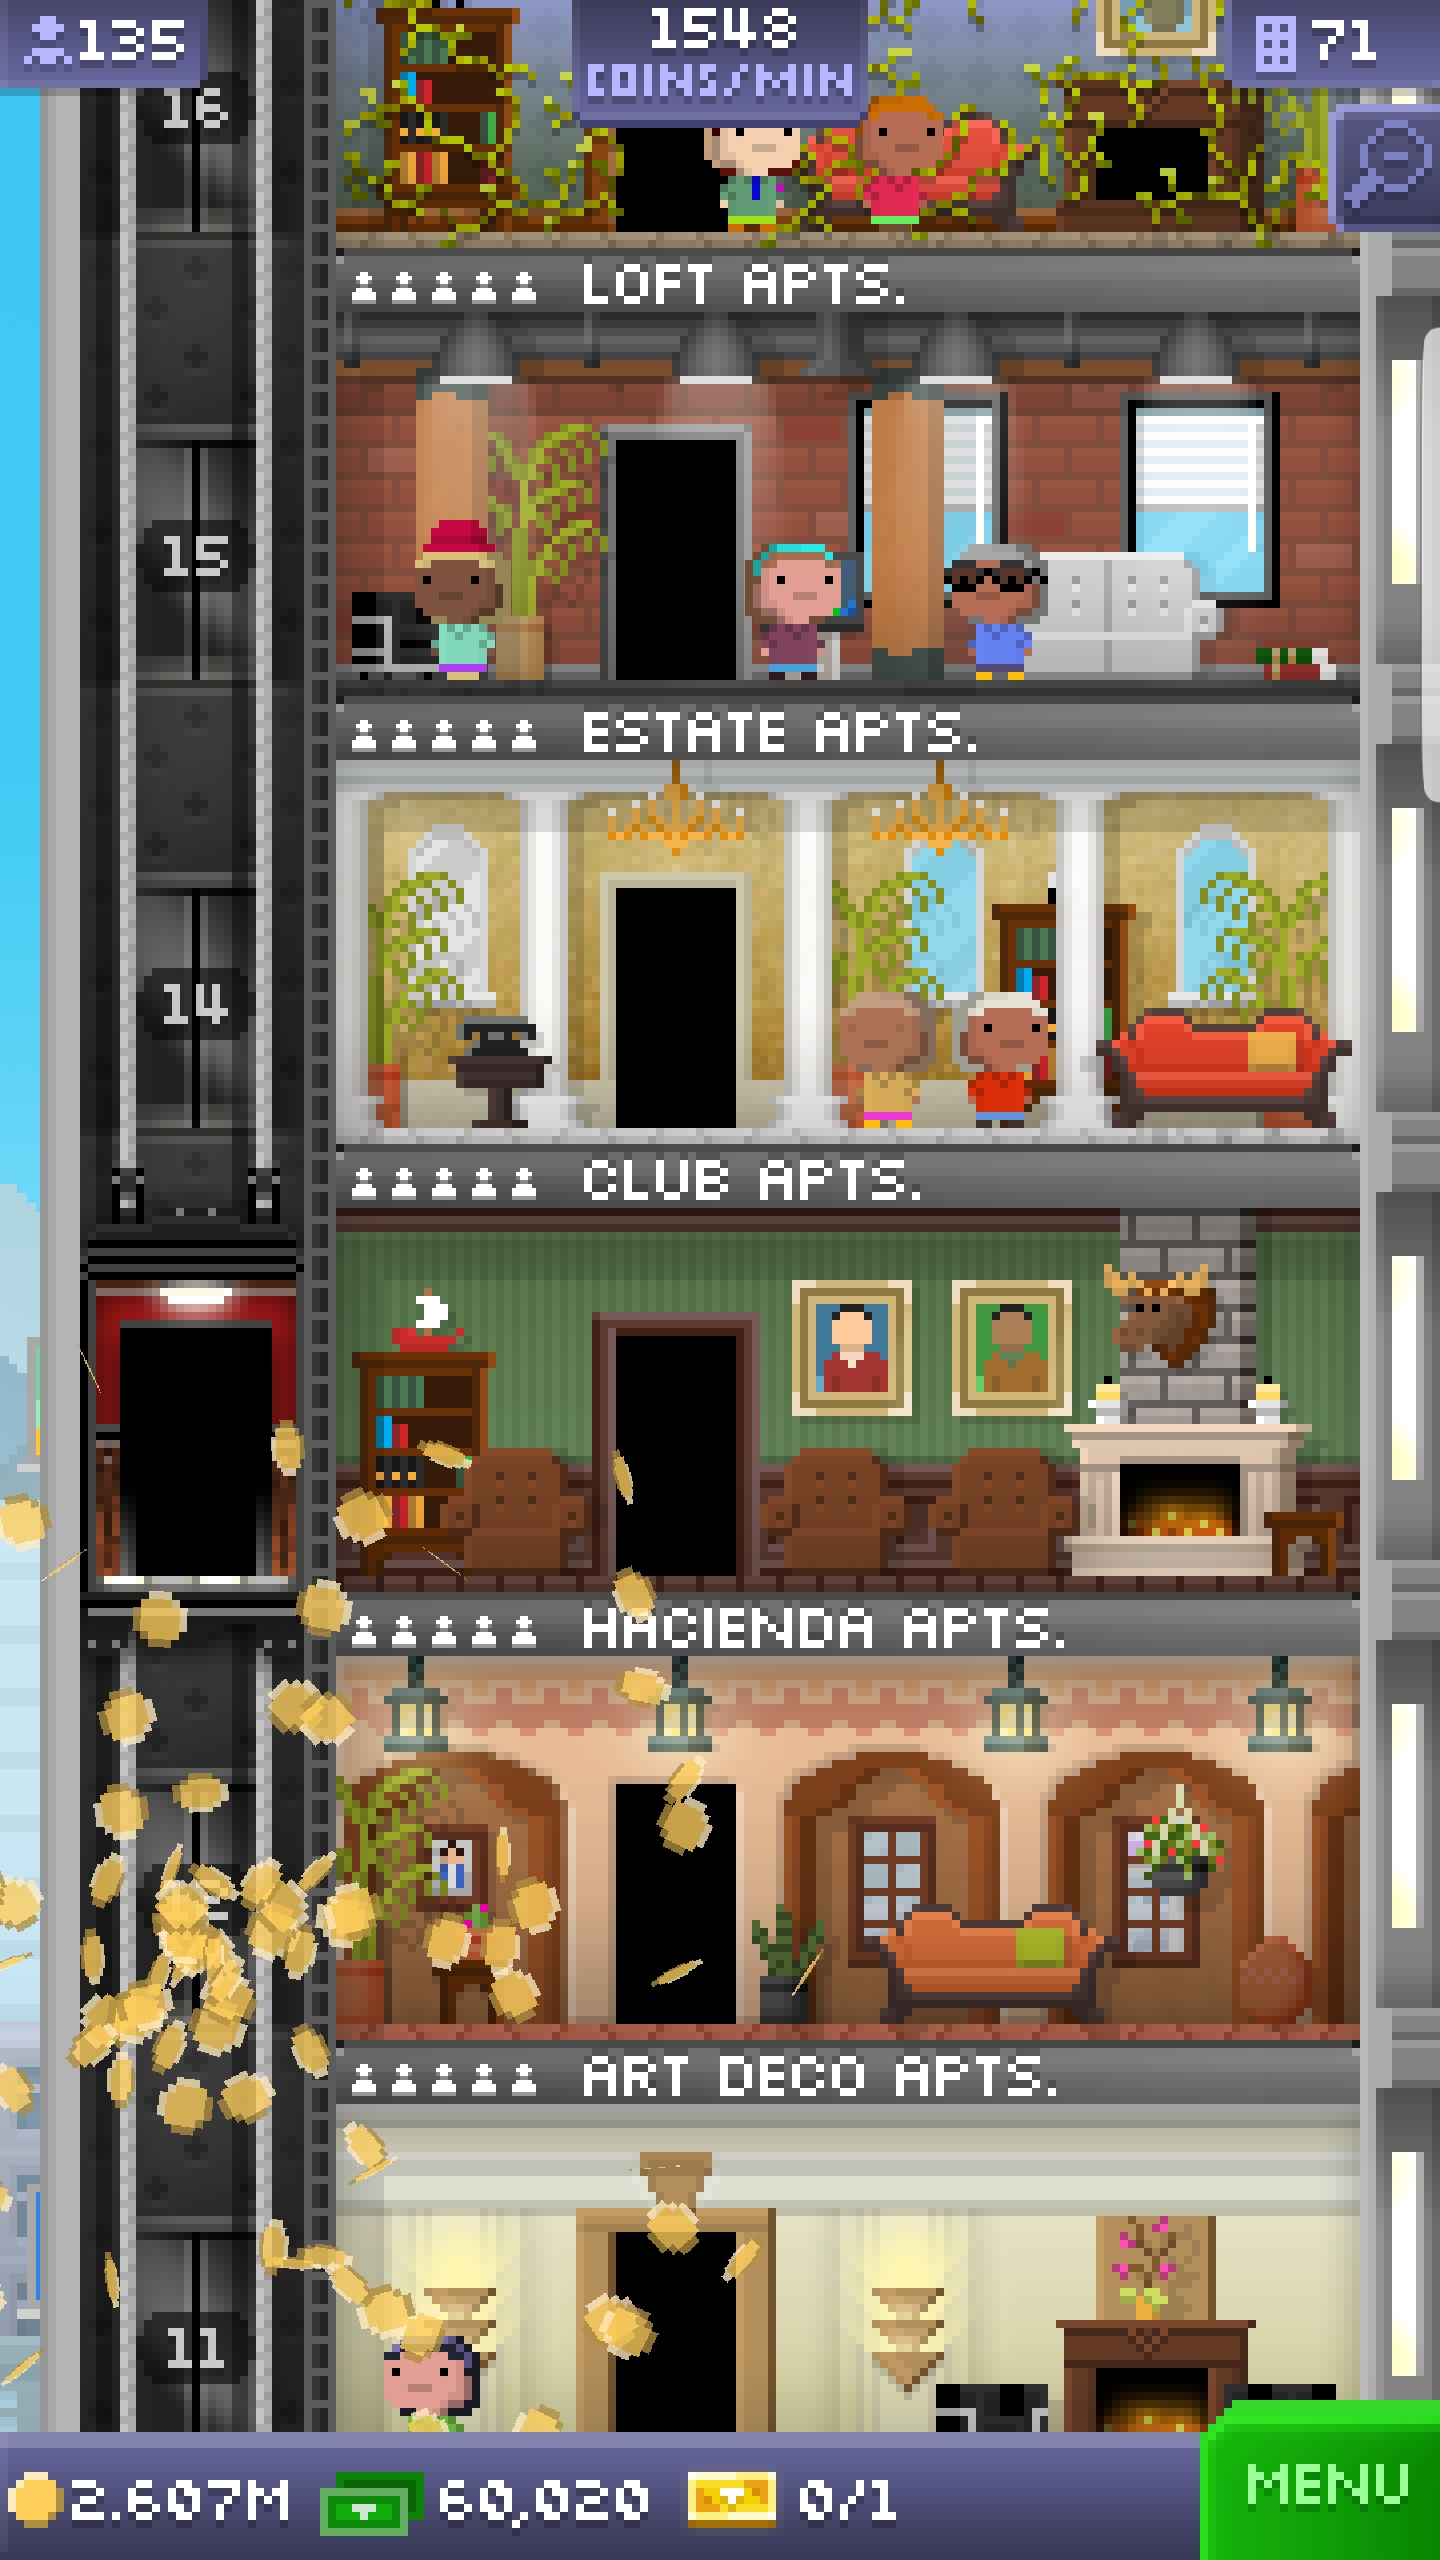 135
1548
COINS/MIN
71
16
LOFT APTS.
15
ESTATE APTS.
14
CLUB APTS.
HACIENDA APTS.
ART DECO APTS.
11
2.607M
60,020
0/1
MENU